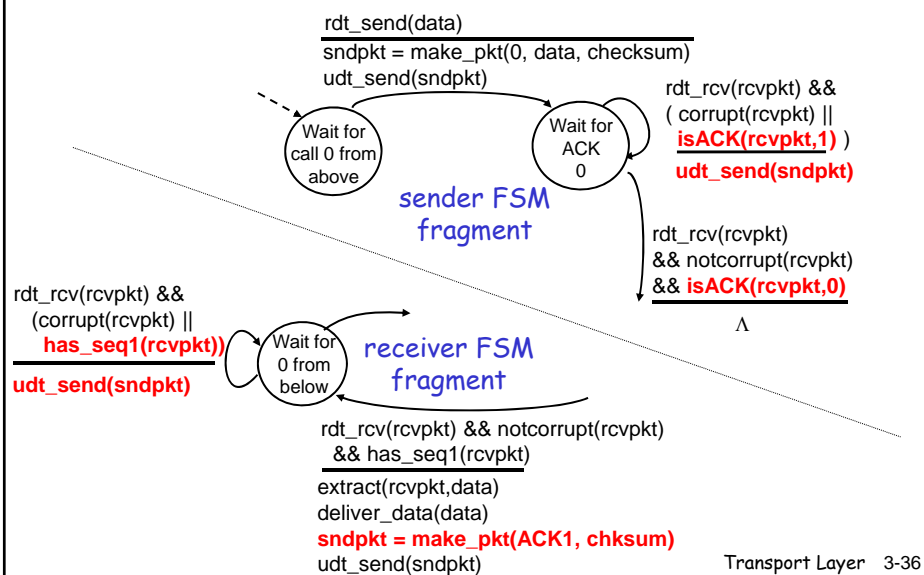 rdt_send(data)
sndpkt = make_pkt(0, data, checksum)
udt_send(sndpkt)
Wait for
call 0 from
above
Wait for
ACK
0
rdt_rcv(rcvpkt) &&
( corrupt(rcvpkt) ||
isACK(rcvpkt,1) )
udt_send(sndpkt)
sender FSM
fragment
rdt_rcv(rcvpkt)
&& notcorrupt(rcvpkt)
&& isACK(rcvpkt,0)
Λ
rdt_rcv(rcvpkt) &&
(corrupt(rcvpkt) ||
has_seq1(rcvpkt))
udt_send(sndpkt)
Wait for
0 from
below
receiver FSM
fragment
rdt_rcv(rcvpkt) && notcorrupt(rcvpkt)
&& has_seq1(rcvpkt)
extract(rcvpkt,data)
deliver_data(data)
sndpkt = make_pkt(ACK1, chksum)
udt_send(sndpkt)
Transport Layer 3-36